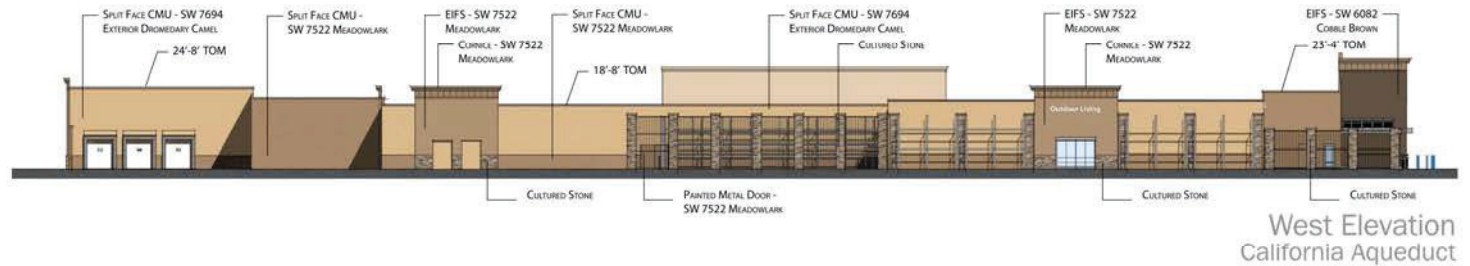 Split Face CMU - SW 7694
Exterior Dromedary Camel
24'-8' TOM
Split Face CMU -
SW 7522 Meadowlark
EIFS - SW 7522
Meadowlark
Cornice - SW 7522
Meadowlark
Split Face CMU -
SW 7522 Meadowlark
18'-8' TOM
Split Face CMU - SW 7694
Exterior Dromedary Camel
Cultured Stone
EIFS - SW 7522
Meadowlark
Cornice - SW 7522
Meadowlark
EIFS - SW 6082
Cobble Brown
23'-4' TOM
Outdoor Living
Cultured Stone
Painted Metal Door -
SW 7522 Meadowlark
Cultured Stone
Cultured Stone
West Elevation
California Aqueduct